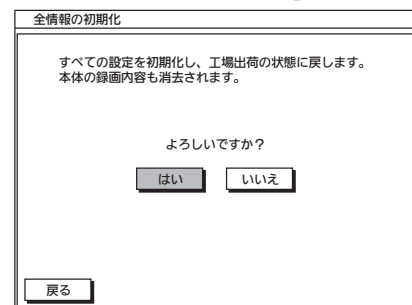 全情報の初期化
すべての設定を初期化し、工場出荷の状態に戻します。
本体の録画内容も消去されます。
よろしいですか？
はい いいえ
戻る